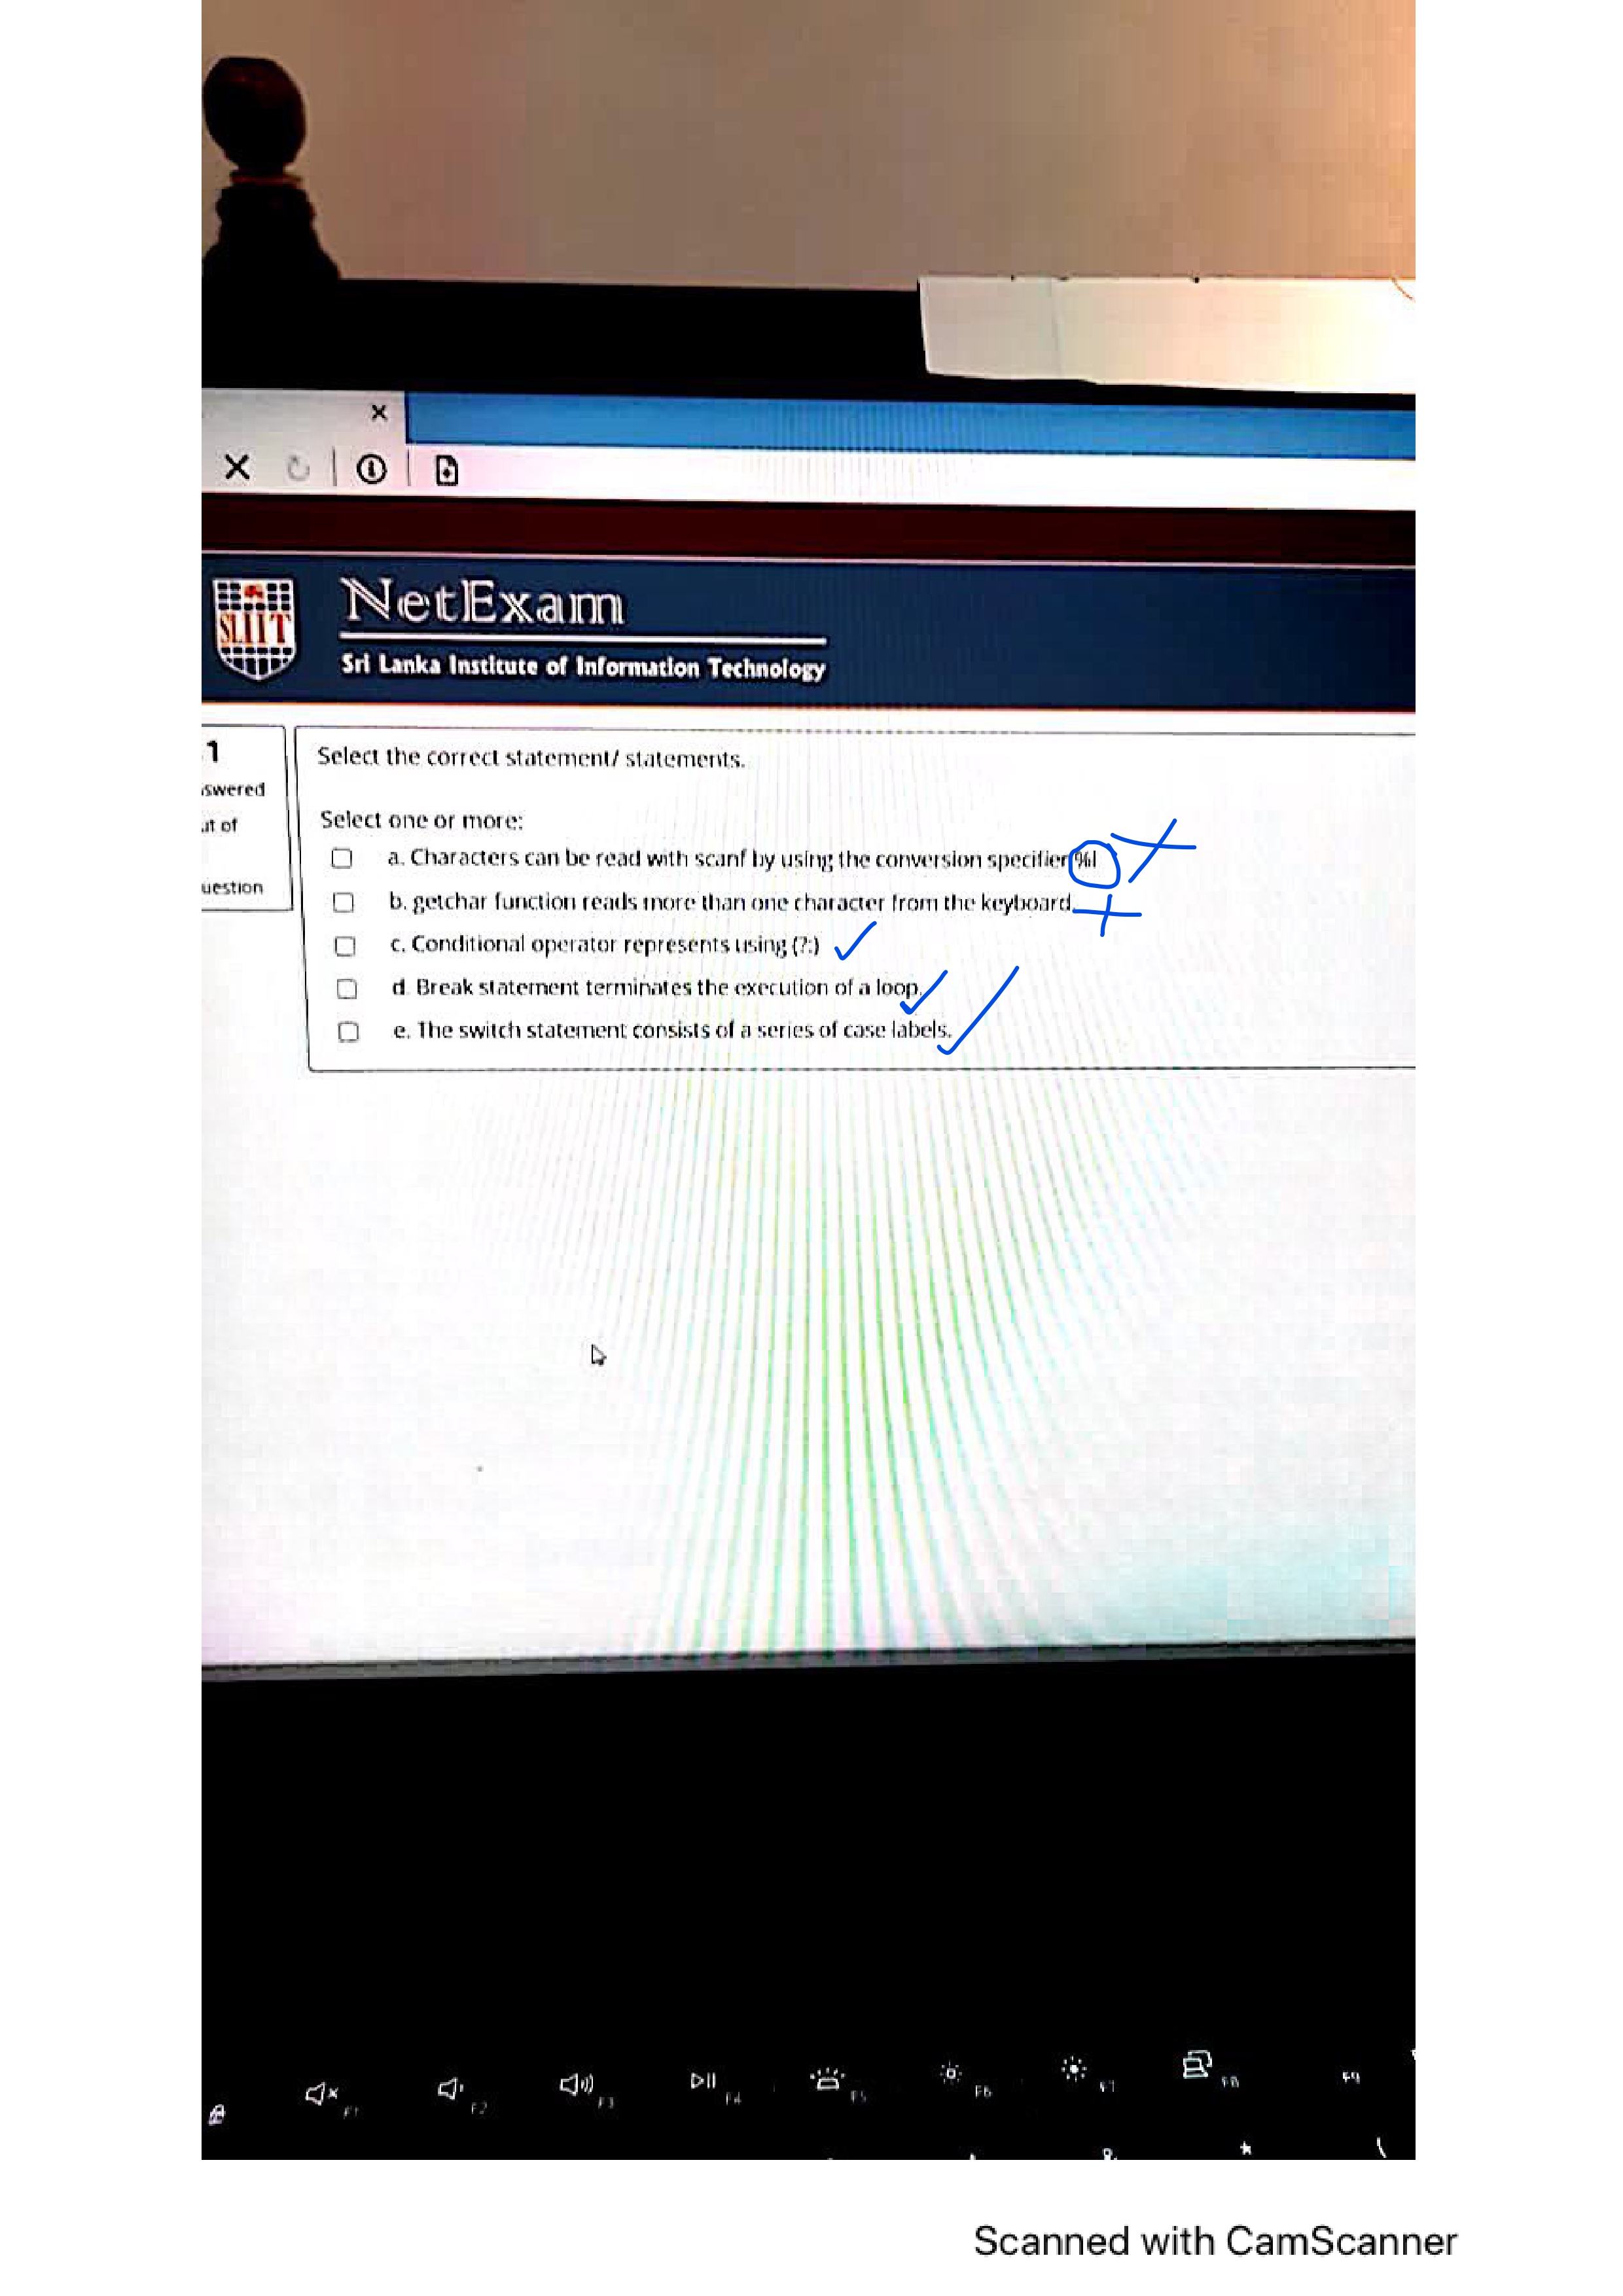 NetExam
SLIIT
Sri Lanka Institute of Information Technology
1
swered
ut of
uestion
Select the correct statement/ statements.
Select one or more:
a. Characters can be read with scanf by using the conversion specifier %l
b. getchar function reads more than one character from the keyboard.
c. Conditional operator represents using (?:)
d. Break statement terminates the execution of a loop.
e. The switch statement consists of a series of case labels.
F1 F2 F3 F4 F5 F6 F7 F8 F9
Scanned with CamScanner